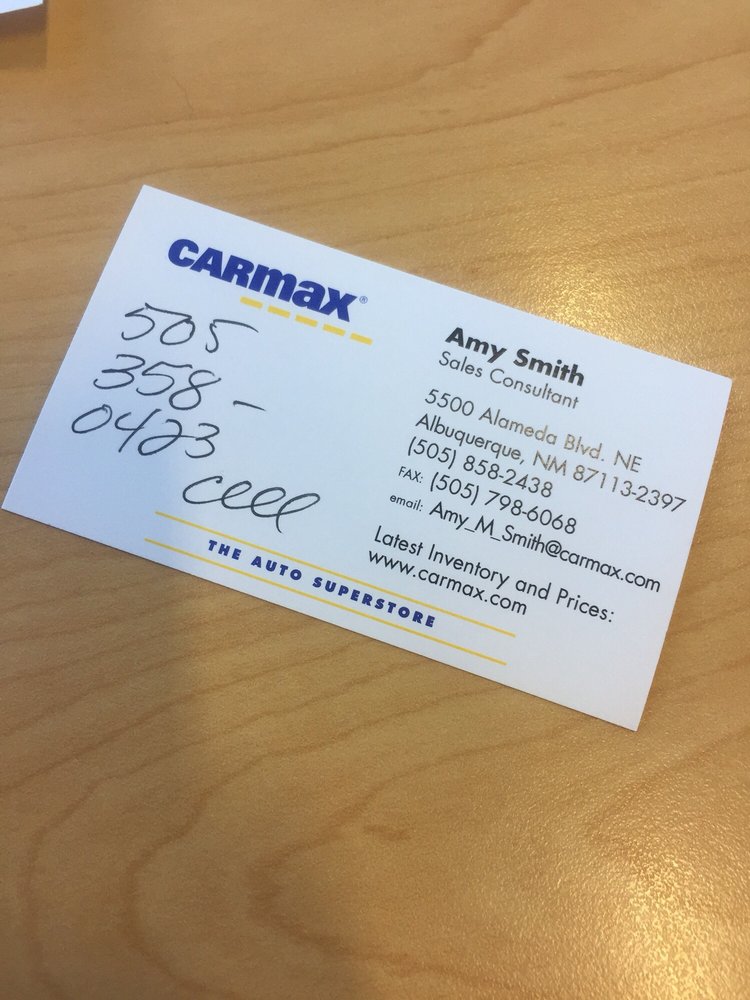 CARMAX®
505
358-
0423
cell
Amy Smith
Sales Consultant
5500 Alameda Blvd. NE
Albuquerque, NM 87113-2397
(505) 858-2438
FAX: (505) 798-6068
email: Amy_M_Smith@carmax.com
Latest Inventory and Prices:
www.carmax.com
THE AUTO SUPERSTORE